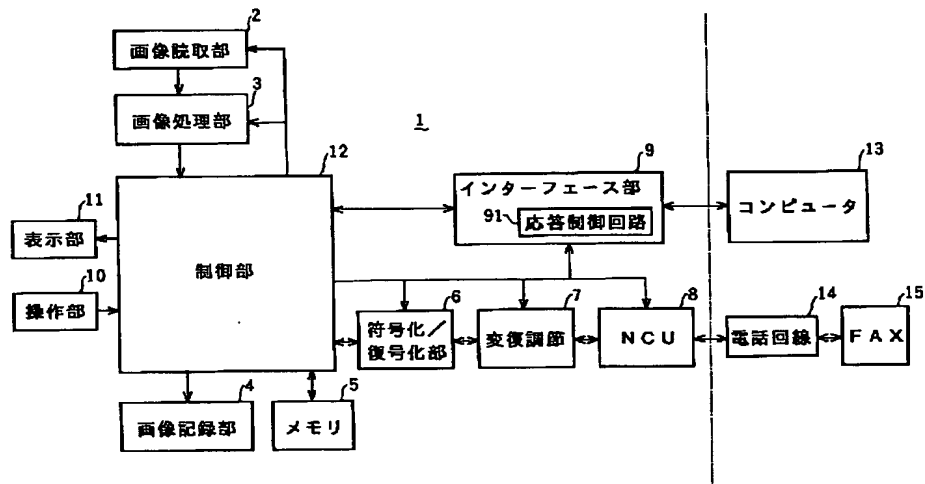 2
画像読取部
3
画像処理部
1
12
9
13
インターフェース部
91
応答制御回路
コンピュータ
11
表示部
制御部
10
操作部
6
7
8
14
15
符号化/
復号化部
変復調節
NCU
電話回線
FAX
4
画像記録部
5
メモリ